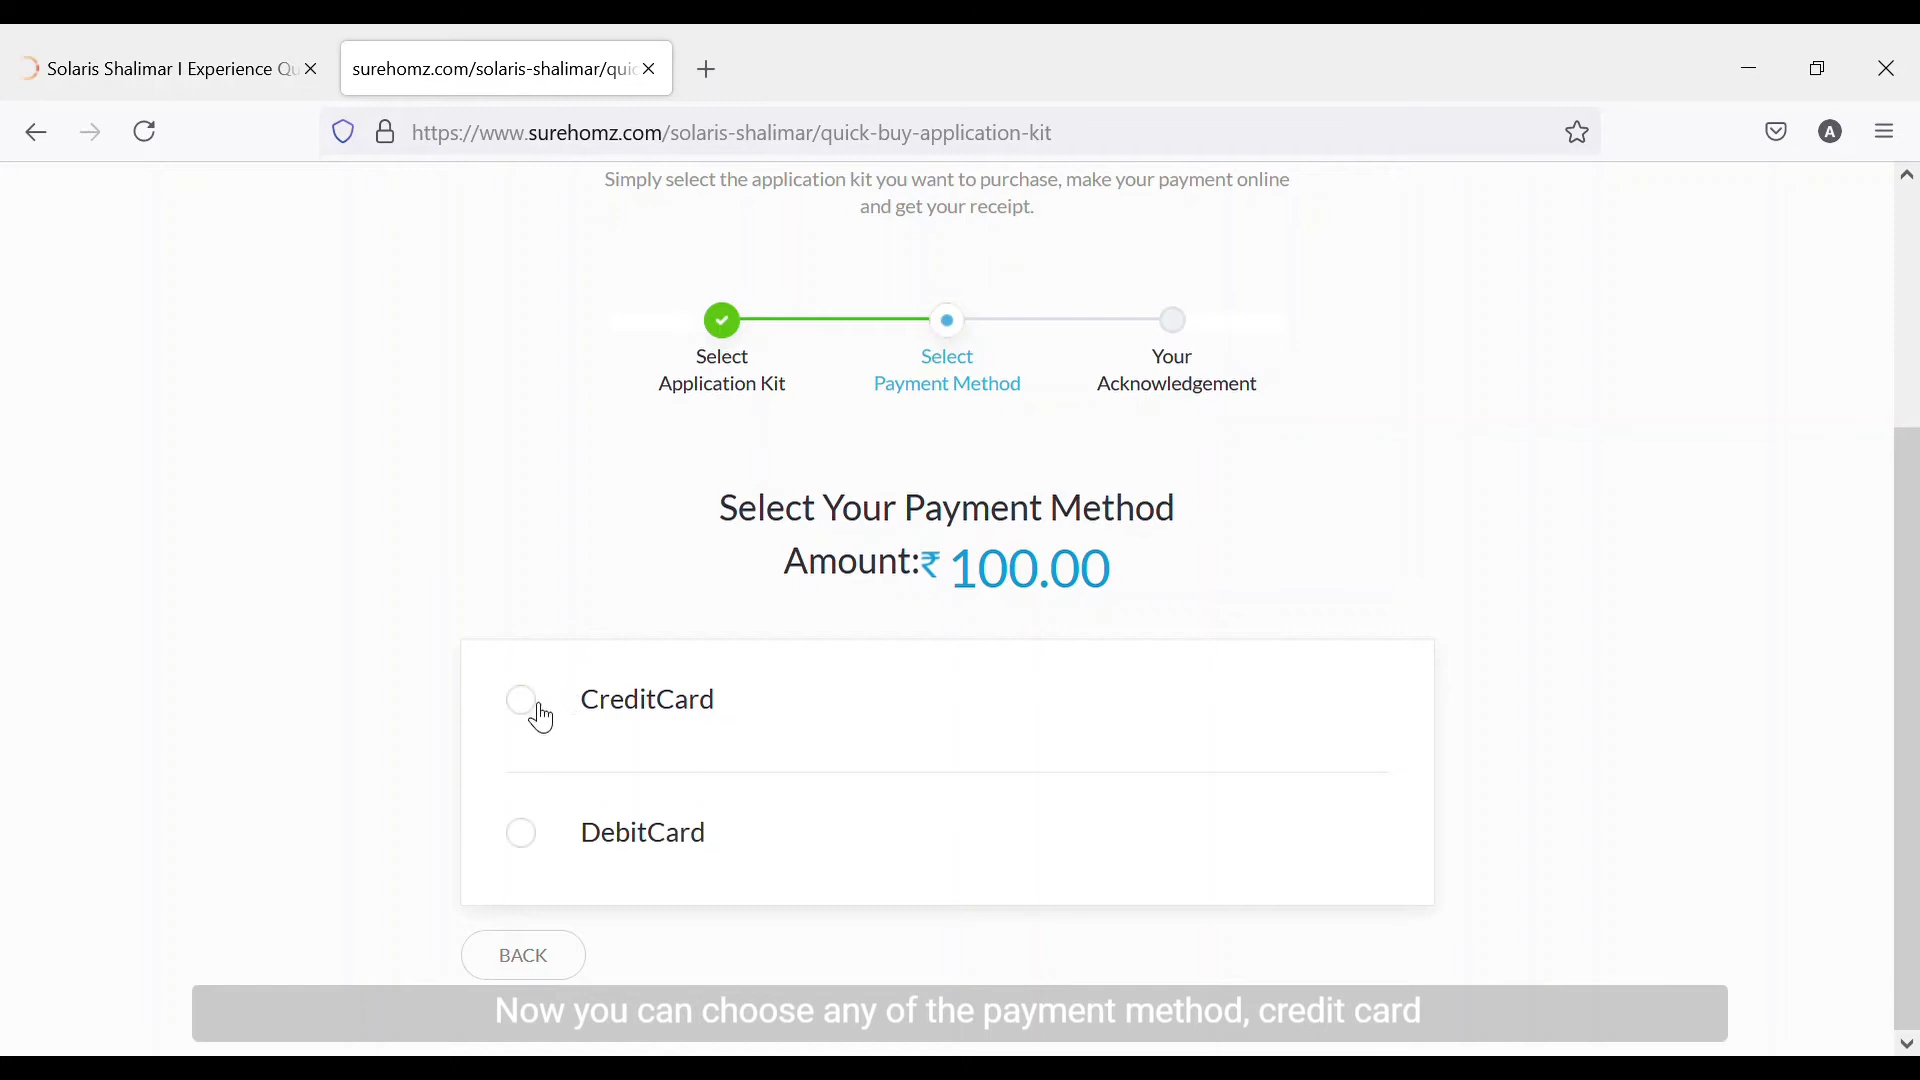 Solaris Shalimar I Experience Qu
surehomz.com/solaris-shalimar/quic
https://www.surehomz.com/solaris-shalimar/quick-buy-application-kit
A
Simply select the application kit you want to purchase, make your payment online
and get your receipt.
Select
Application Kit
Select
Payment Method
Your
Acknowledgement
Select Your Payment Method
Amount:₹ 100.00
CreditCard
DebitCard
BACK
Now you can choose any of the payment method, credit card